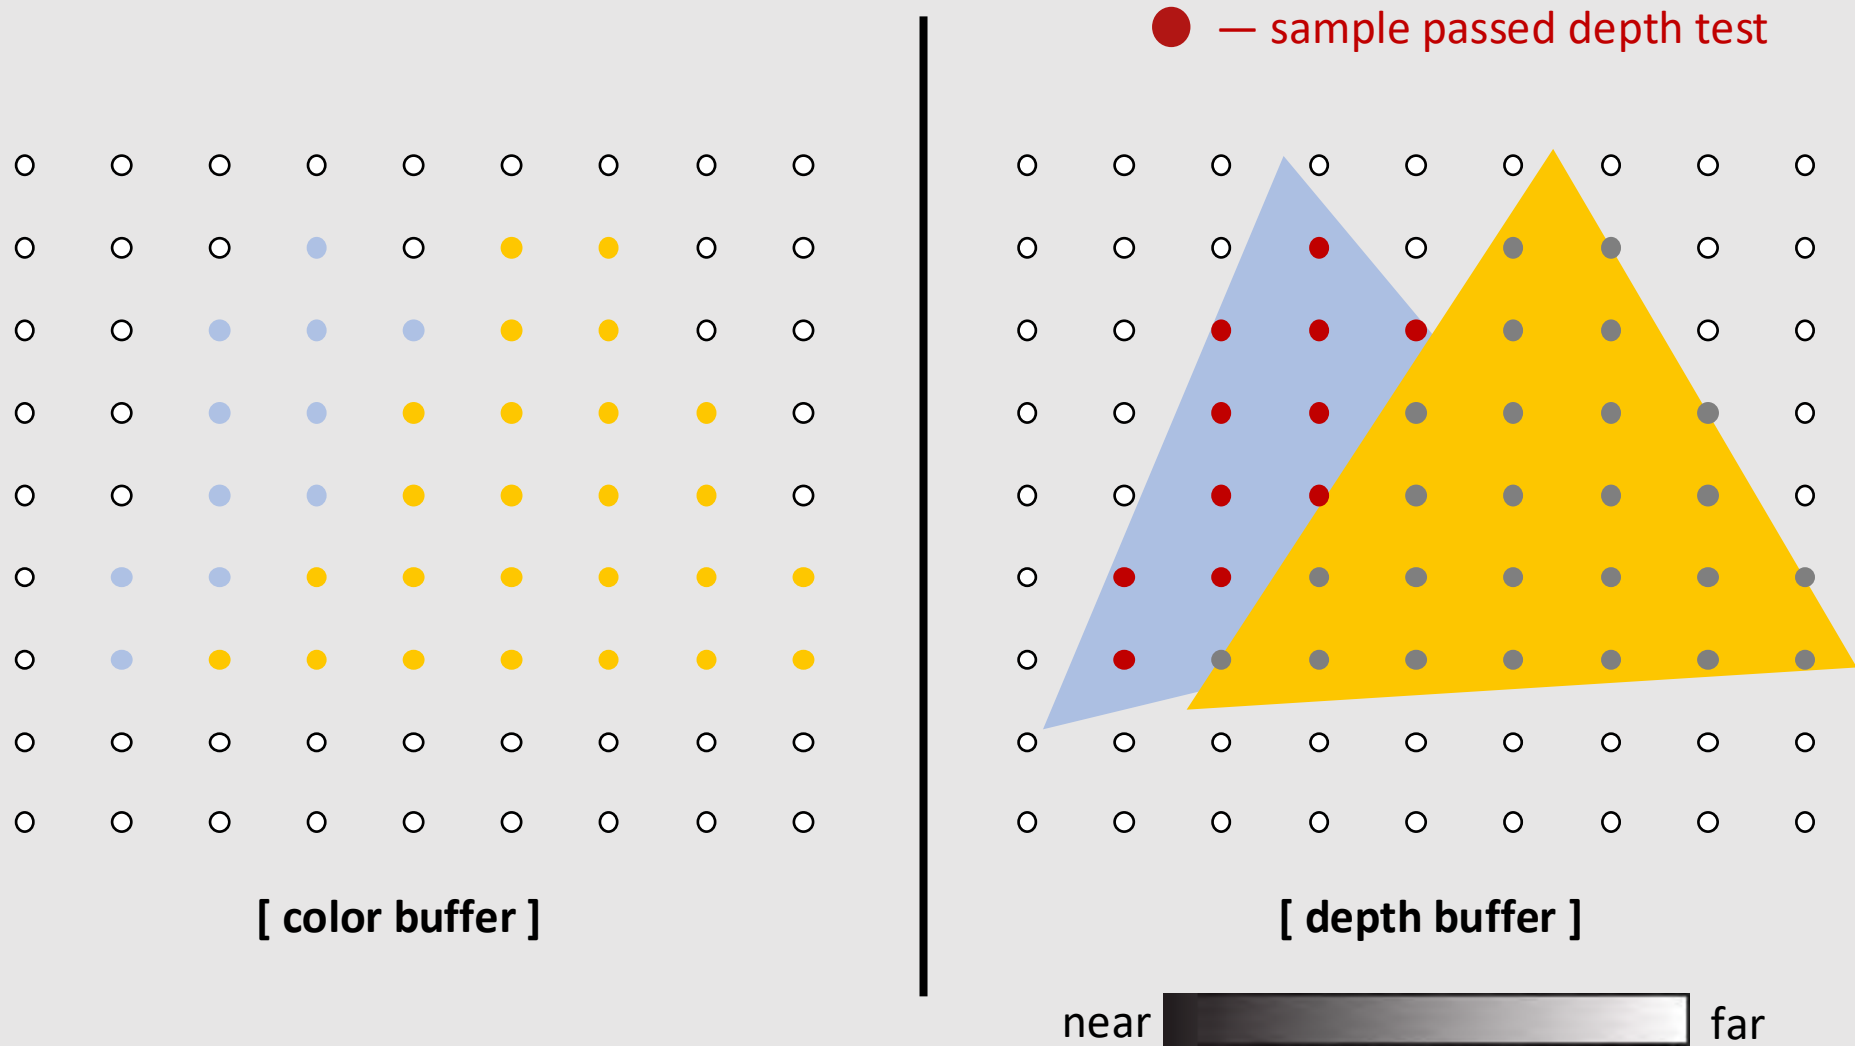 — sample passed depth test
[ color buffer ]
[ depth buffer ]
near
far